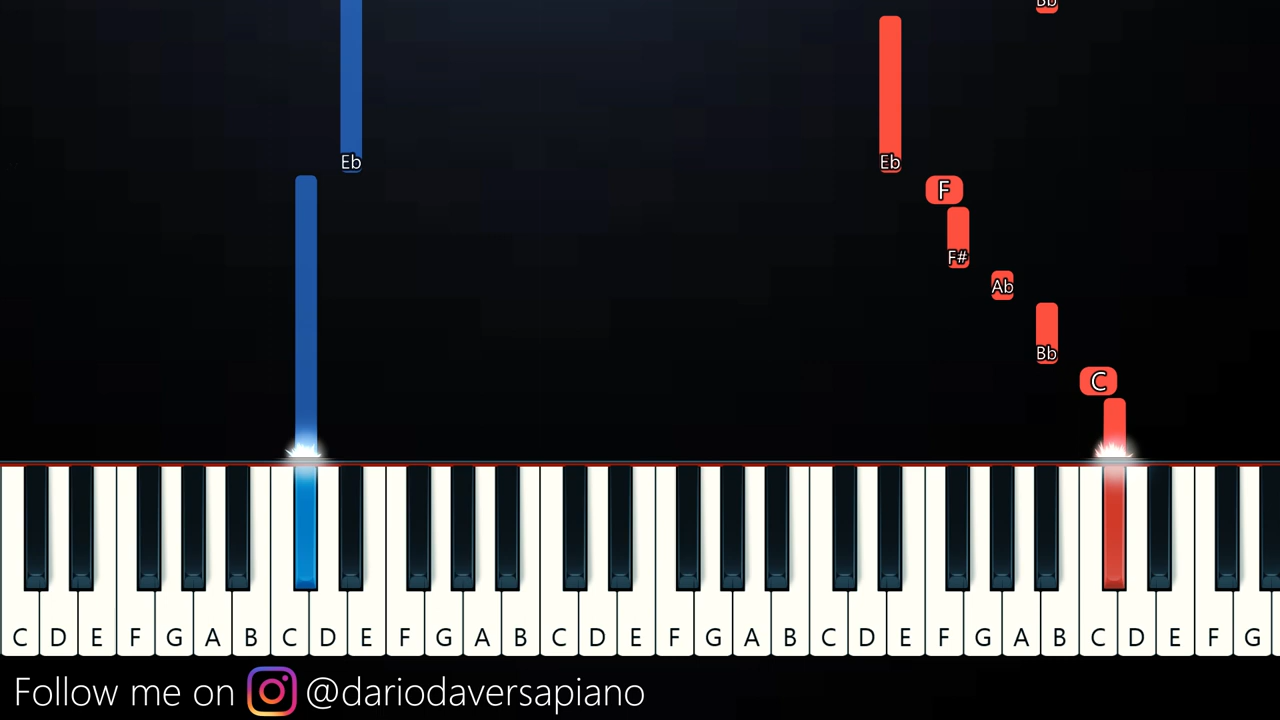 Bb
Eb Eb
F
F#
Ab
Bb
C
C D E F G A B C D E F G A B C D E F G A B C D E F G A B C D E F G
Follow me on @dariodaversapiano